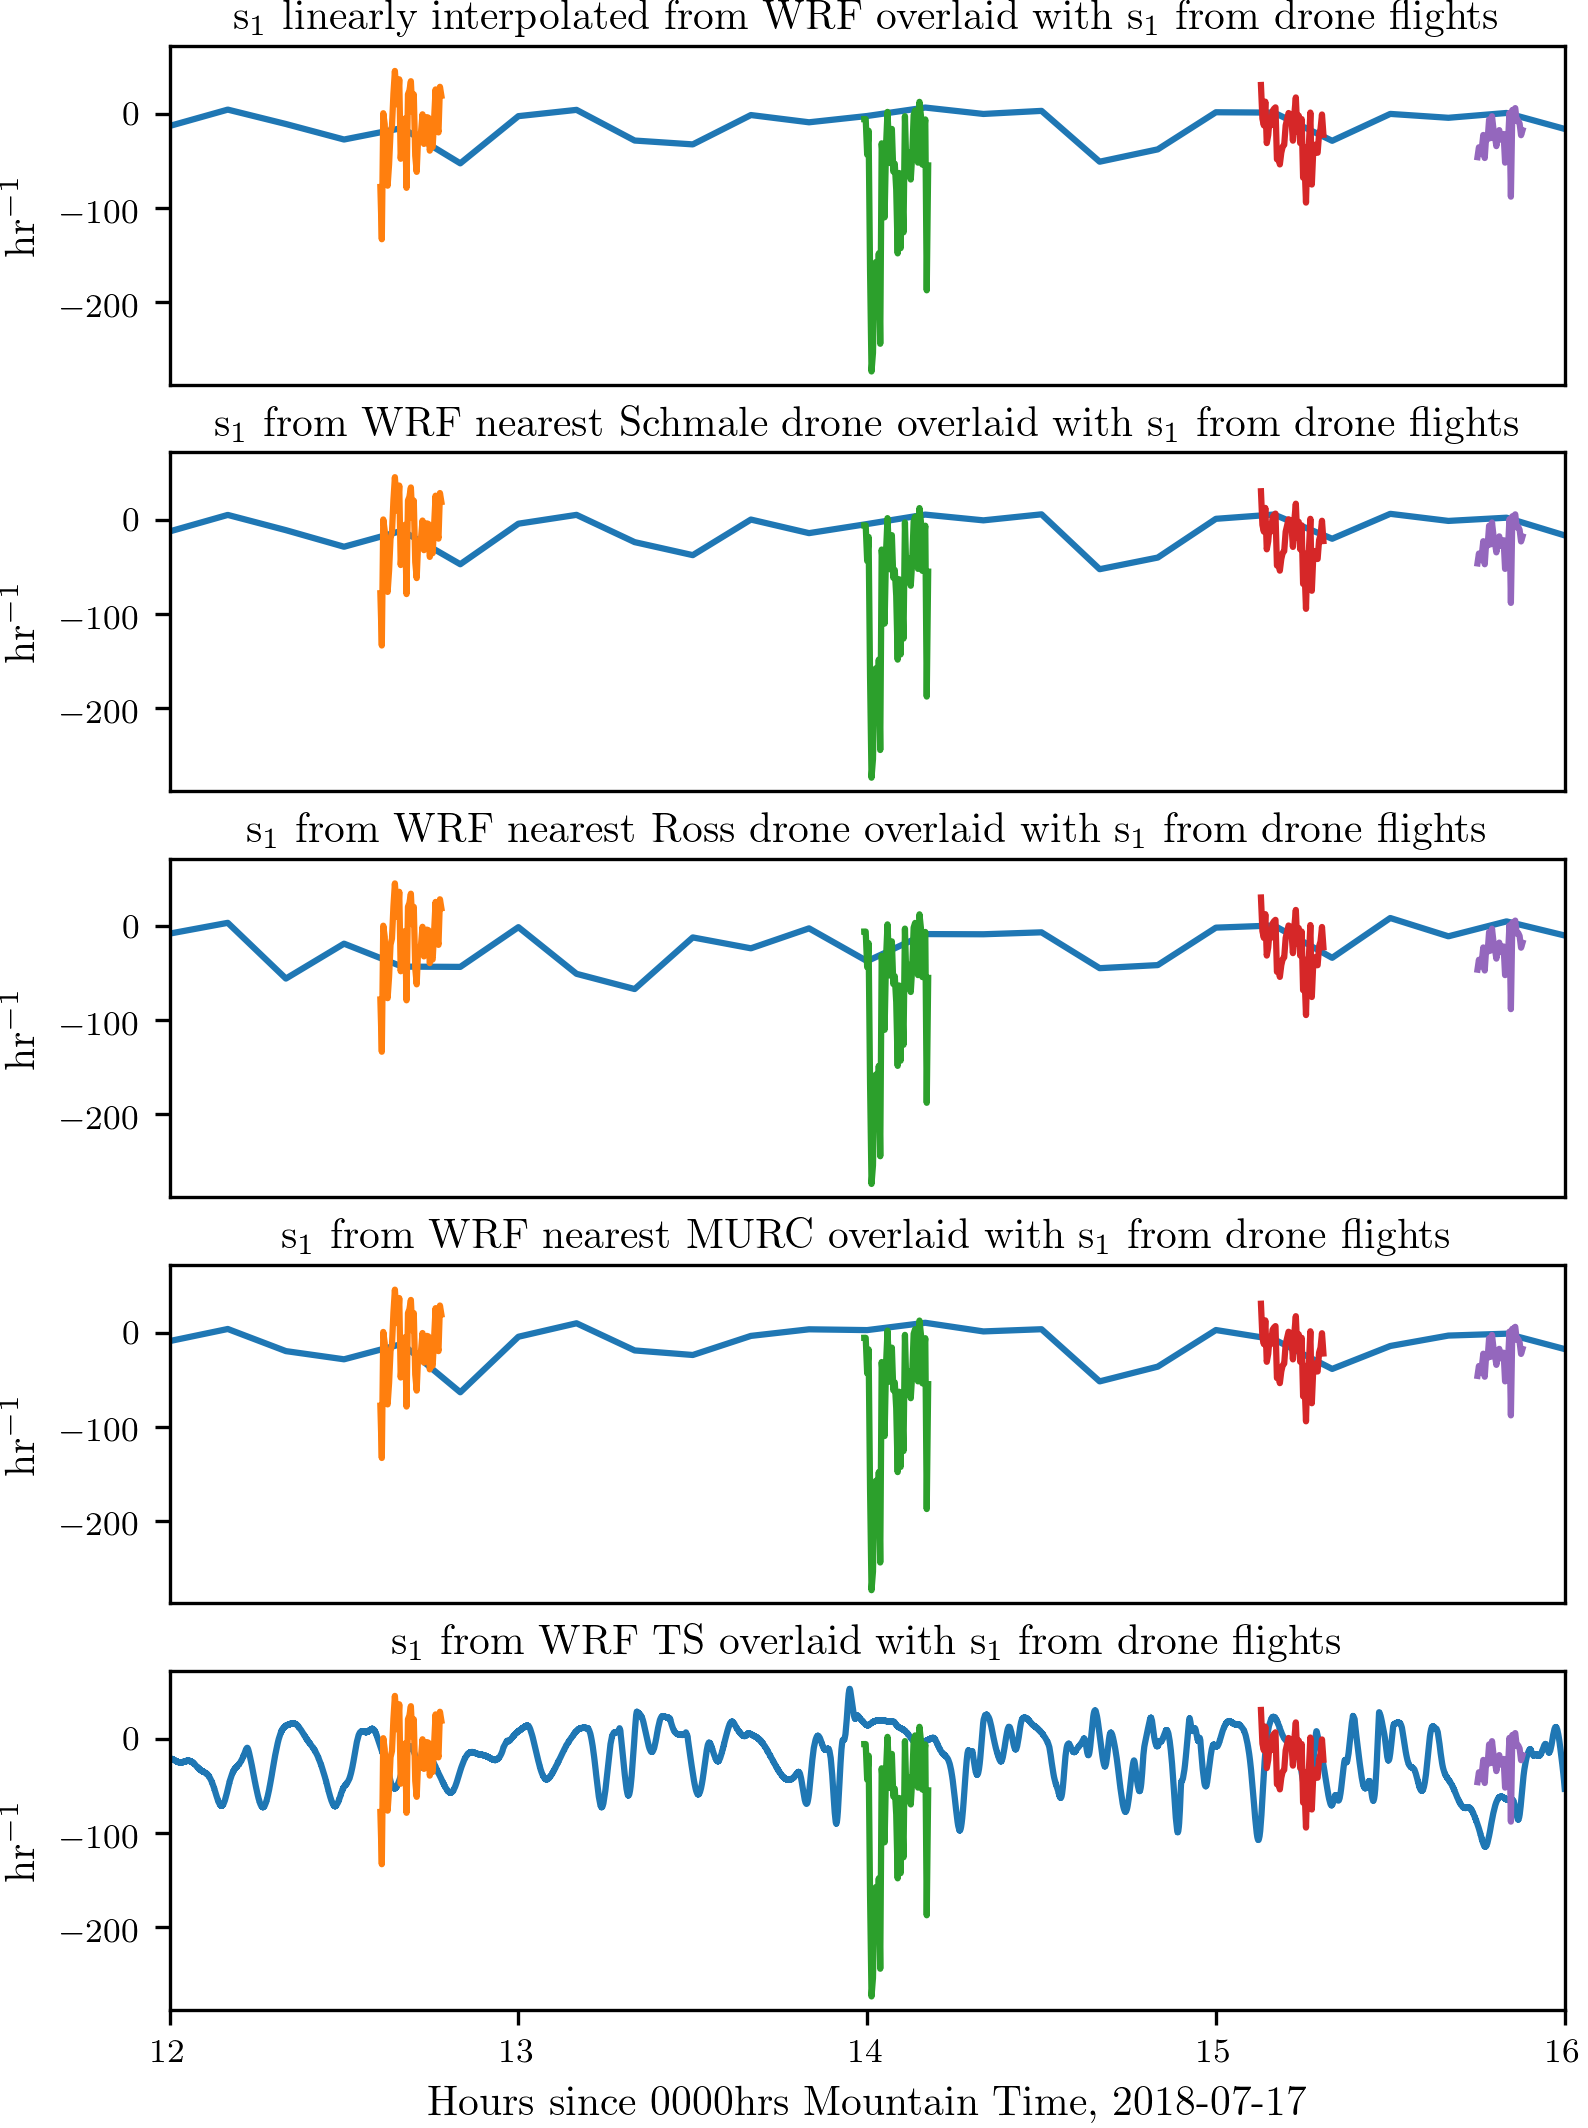 s₁ linearly interpolated from WRF overlaid with s₁ from drone flights
0
−100
−200
hr⁻¹
s₁ from WRF nearest Schmale drone overlaid with s₁ from drone flights
0
−100
−200
hr⁻¹
s₁ from WRF nearest Ross drone overlaid with s₁ from drone flights
0
−100
−200
hr⁻¹
s₁ from WRF nearest MURC overlaid with s₁ from drone flights
0
−100
−200
hr⁻¹
s₁ from WRF TS overlaid with s₁ from drone flights
0
−100
−200
hr⁻¹
12 13 14 15 16
Hours since 0000hrs Mountain Time, 2018-07-17